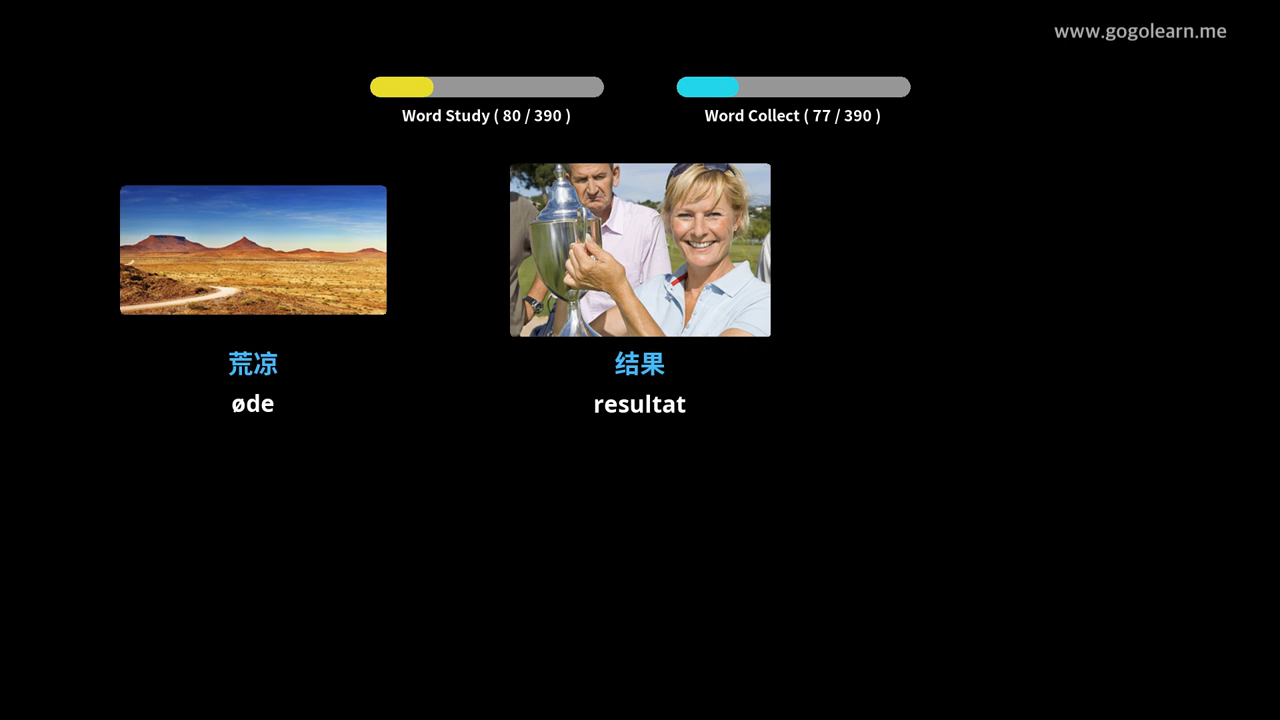 www.gogolearn.me
Word Study ( 80 / 390 )
Word Collect ( 77 / 390 )
荒凉
øde
结果
resultat